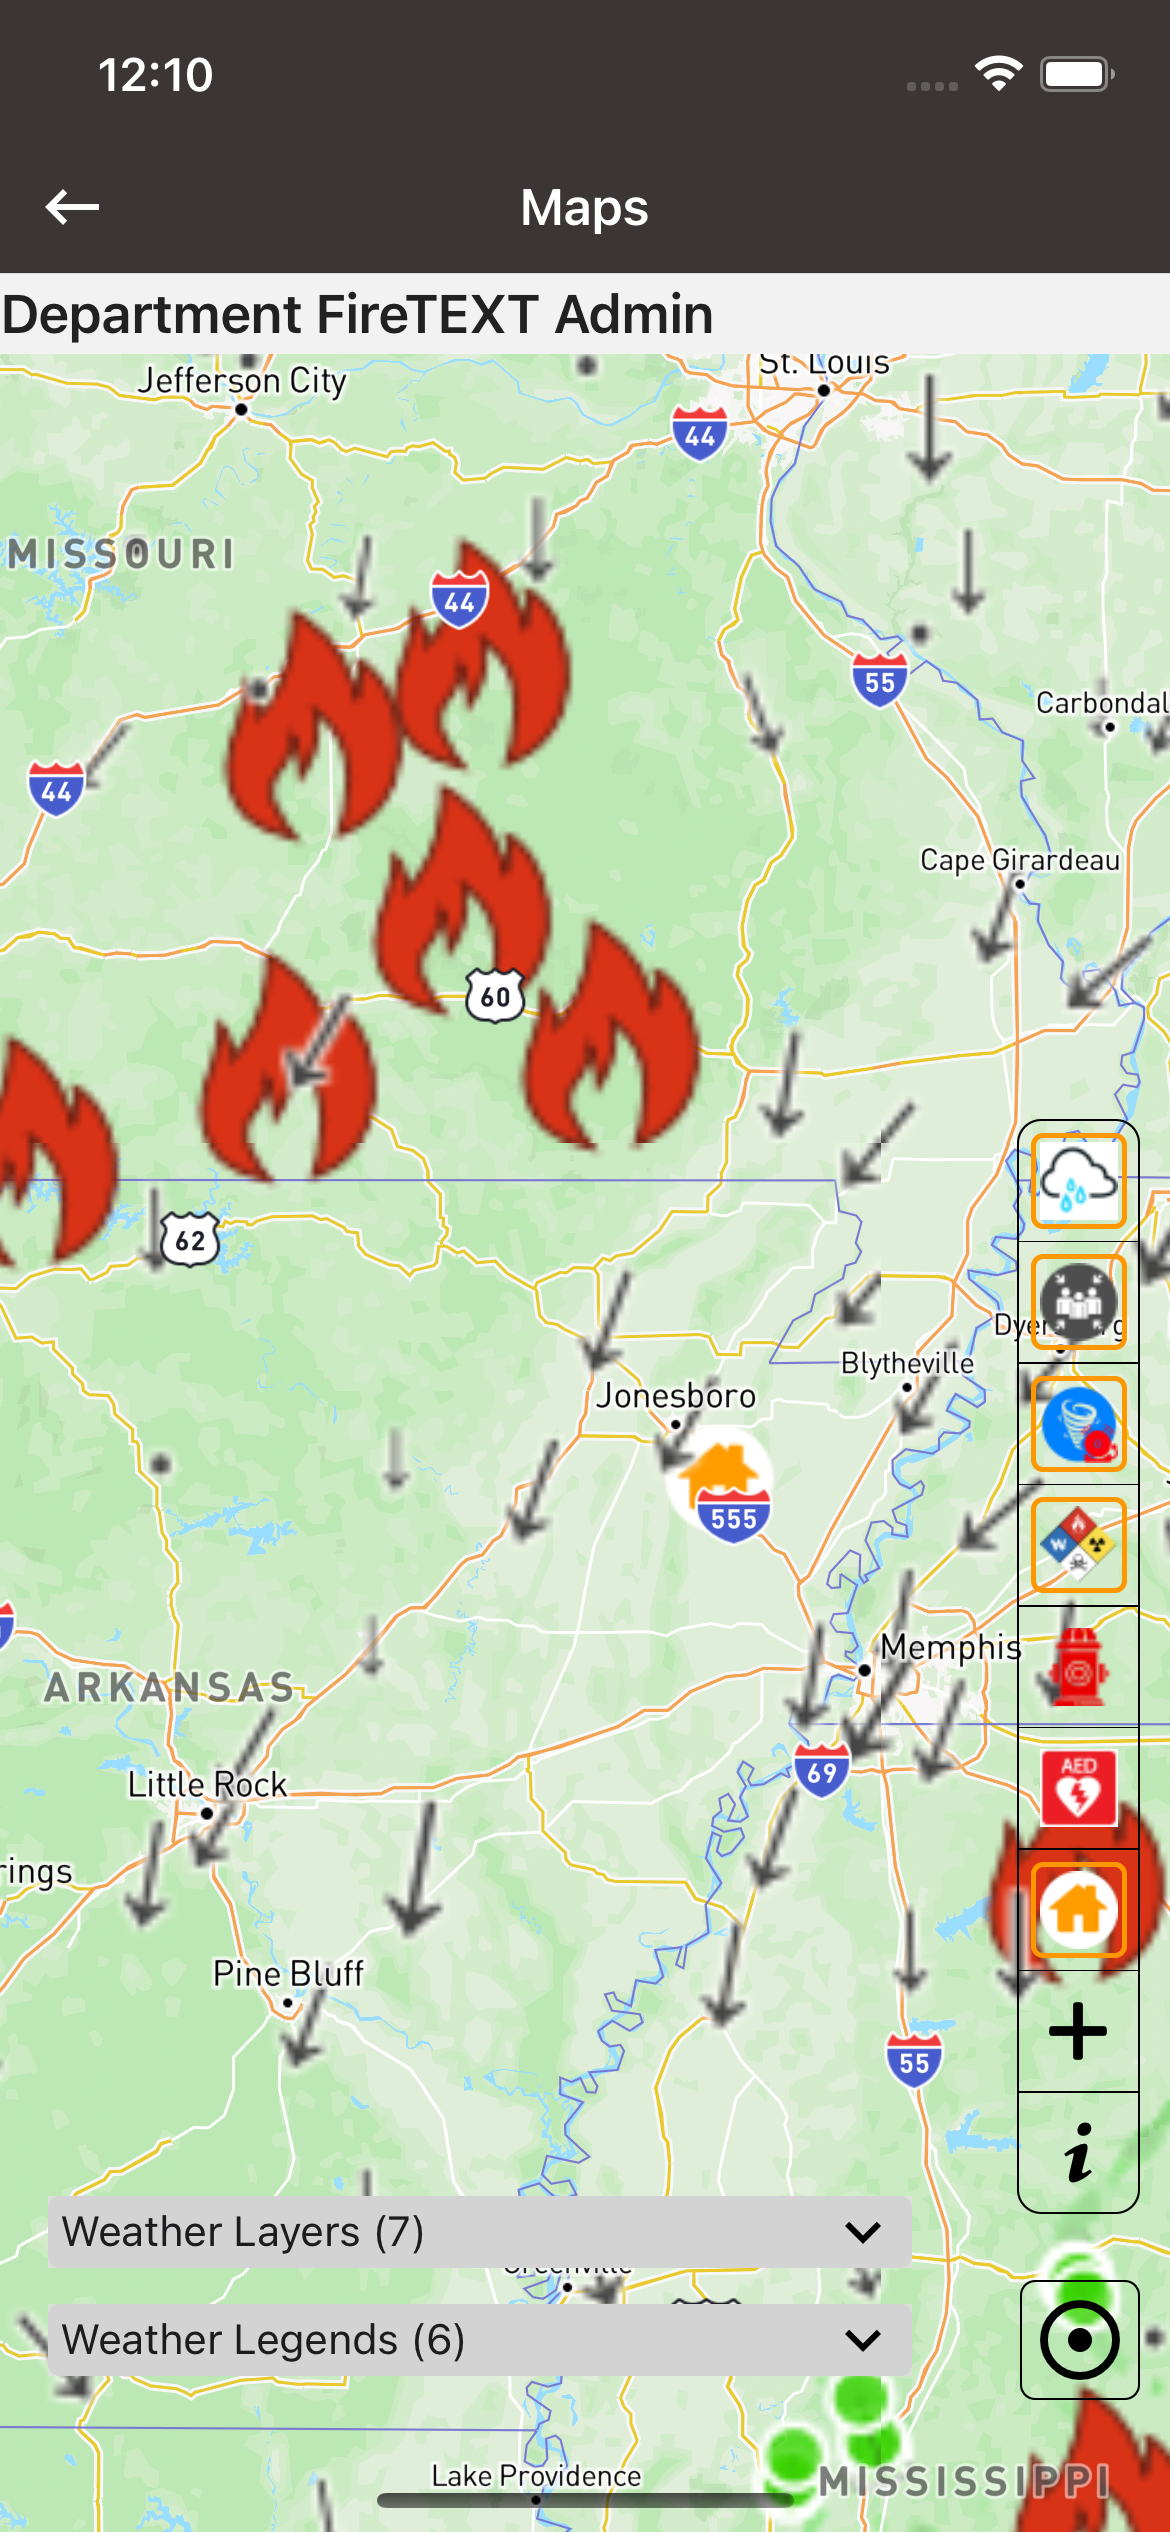 12:10
Maps
Department FireTEXT Admin
St. Louis
Jefferson City
44
MISSOURI
44
55
Carbondal
44
Cape Girardeau
60
62
Blytheville
Jonesboro
555
W
Memphis
ARKANSAS
69
AED
Little Rock
rings
Pine Bluff
55
i
Weather Layers (7)
Greenville
Weather Legends (6)
Lake Providence
MISSISSIPPI